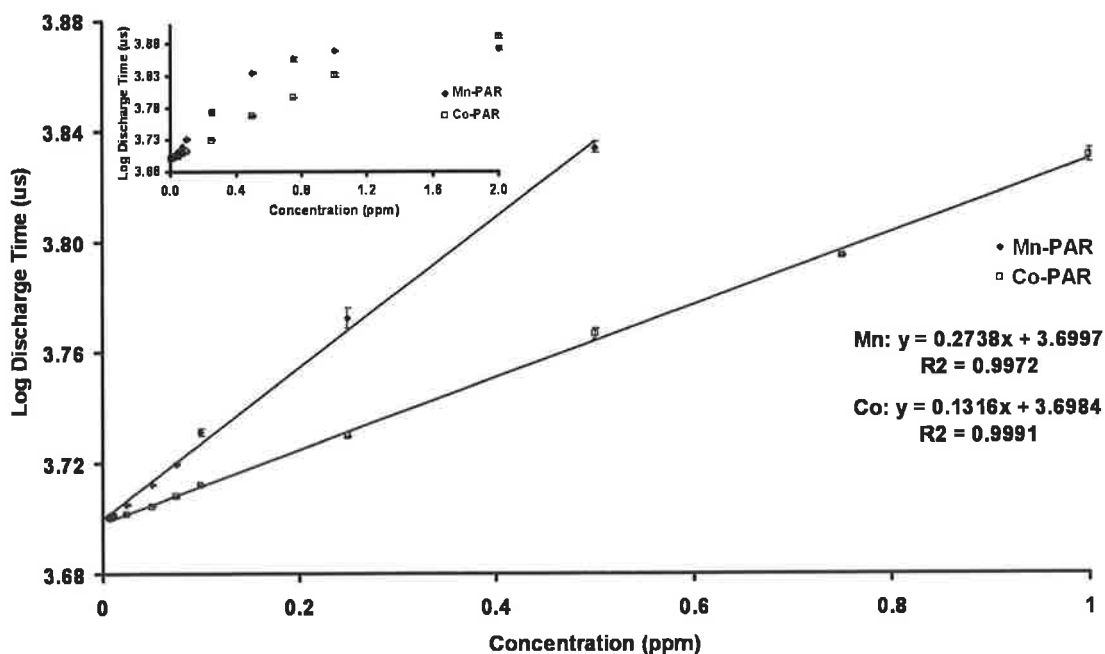 3.88
3.84
3.80
3.76
3.72
3.68
Log Discharge Time (us)
3.88
3.83
3.78
3.73
3.68
Log Discharge Time (us)
Mn-PAR
Co-PAR
0.0 0.4 0.8 1.2 1.6 2.0
Concentration (ppm)
Mn-PAR
Co-PAR
Mn: y = 0.2738x + 3.6997
R2 = 0.9972
Co: y = 0.1316x + 3.6984
R2 = 0.9991
0 0.2 0.4 0.6 0.8 1
Concentration (ppm)